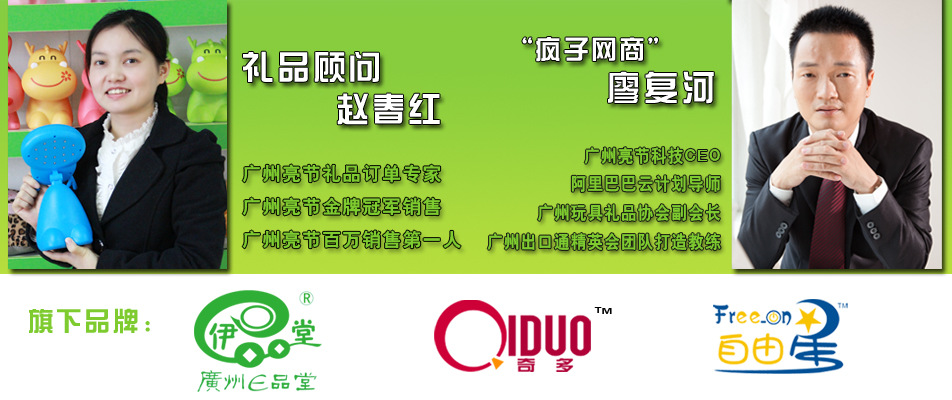 礼品顾问
赵春红
广州亮节礼品订单专家
广州亮节金牌冠军销售
广州亮节百万销售第一人
“疯子网商”
廖复河
广州亮节科技CEO
阿里巴巴云计划导师
广州玩具礼品协会副会长
广州出口通精英会团队打造教练
旗下品牌：
伊品堂®
廣州E品堂
QIDUO™
奇多
Free-on™
自由星